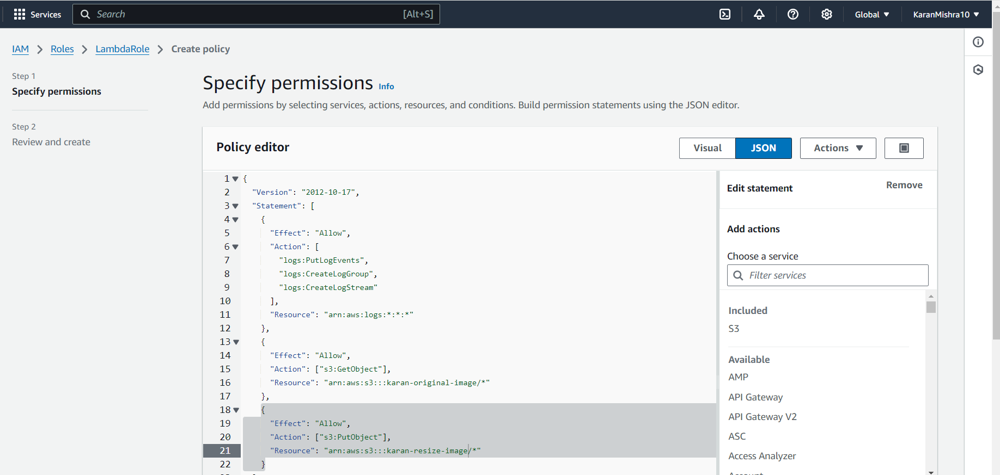 Services
Search
[Alt+S]
Global
KaranMishra10
IAM
Roles
LambdaRole
Create policy
Step 1
Specify permissions
Step 2
Review and create
Specify permissions Info
Add permissions by selecting services, actions, resources, and conditions. Build permission statements using the JSON editor.
Policy editor
Visual
JSON
Actions
1 {
2 "Version": "2012-10-17",
3 "Statement": [
4 {
5 "Effect": "Allow",
6 "Action": [
7 "logs:PutLogEvents",
8 "logs:CreateLogGroup",
9 "logs:CreateLogStream"
10 ],
11 "Resource": "arn:aws:logs:*:*:*"
12 },
13 {
14 "Effect": "Allow",
15 "Action": ["s3:GetObject"],
16 "Resource": "arn:aws:s3:::karan-original-image/*"
17 },
18 {
19 "Effect": "Allow",
20 "Action": ["s3:PutObject"],
21 "Resource": "arn:aws:s3:::karan-resize-image/*"
22 }
Edit statement
Remove
Add actions
Choose a service
Filter services
Included
S3
Available
AMP
API Gateway
API Gateway V2
ASC
Access Analyzer